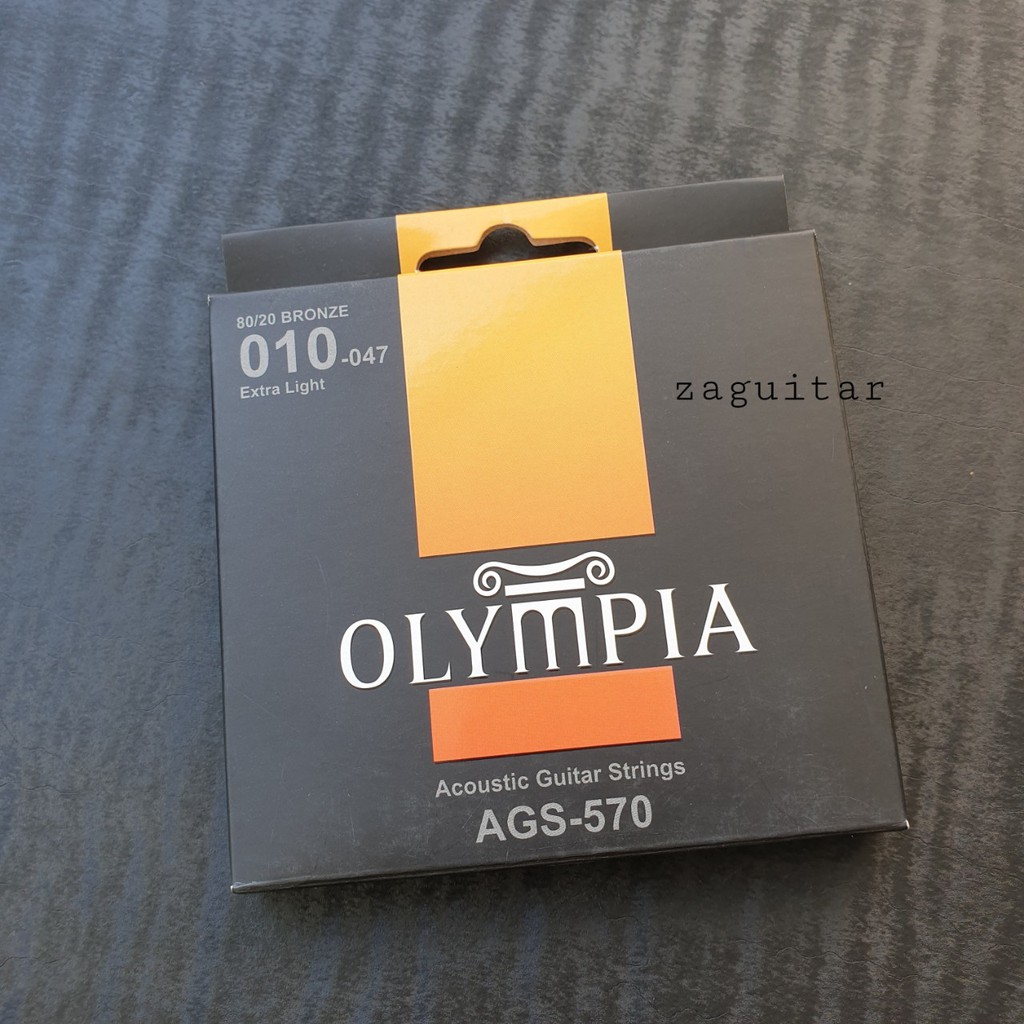 80/20 BRONZE
010-047
Extra Light
zaguitar
OLYMPIA
Acoustic Guitar Strings
AGS-570